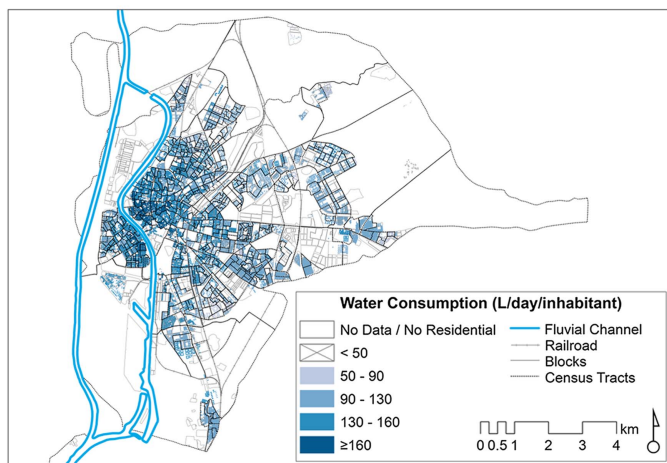 Water Consumption (L/day/inhabitant)
No Data / No Residential
< 50
50 - 90
90 - 130
130 - 160
≥160
Fluvial Channel
Railroad
Blocks
Census Tracts
km
0 0.5 1 2 3 4